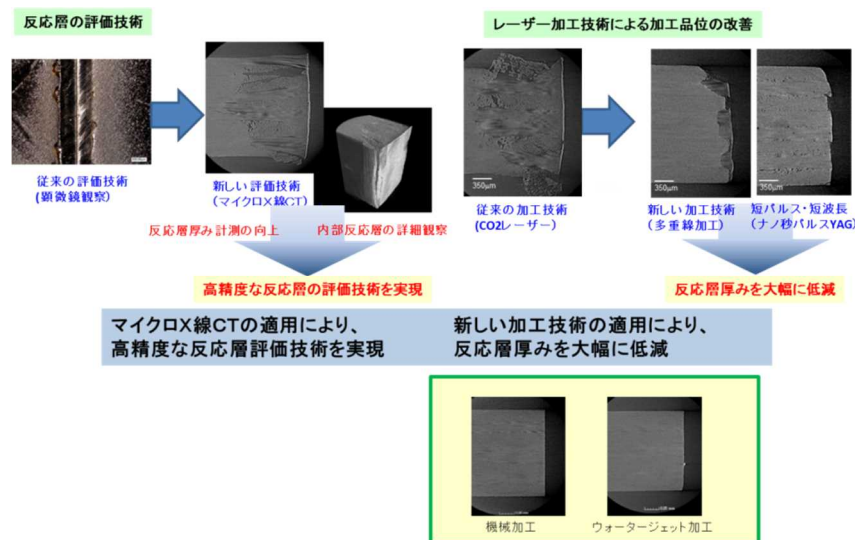 反応層の評価技術
レーザー加工技術による加工品位の改善
従来の評価技術
(顕微鏡観察)
新しい評価技術
(マイクロX線CT)
反応層厚み計測の向上
内部反応層の詳細観察
350μm
従来の加工技術
(CO2レーザー)
350μm
新しい加工技術
(多重線加工)
350μm
短パルス・短波長
(ナノ秒パルスYAG)
高精度な反応層の評価技術を実現
反応層厚みを大幅に低減
マイクロX線CTの適用により、
高精度な反応層評価技術を実現
新しい加工技術の適用により、
反応層厚みを大幅に低減
機械加工
ウォータージェット加工